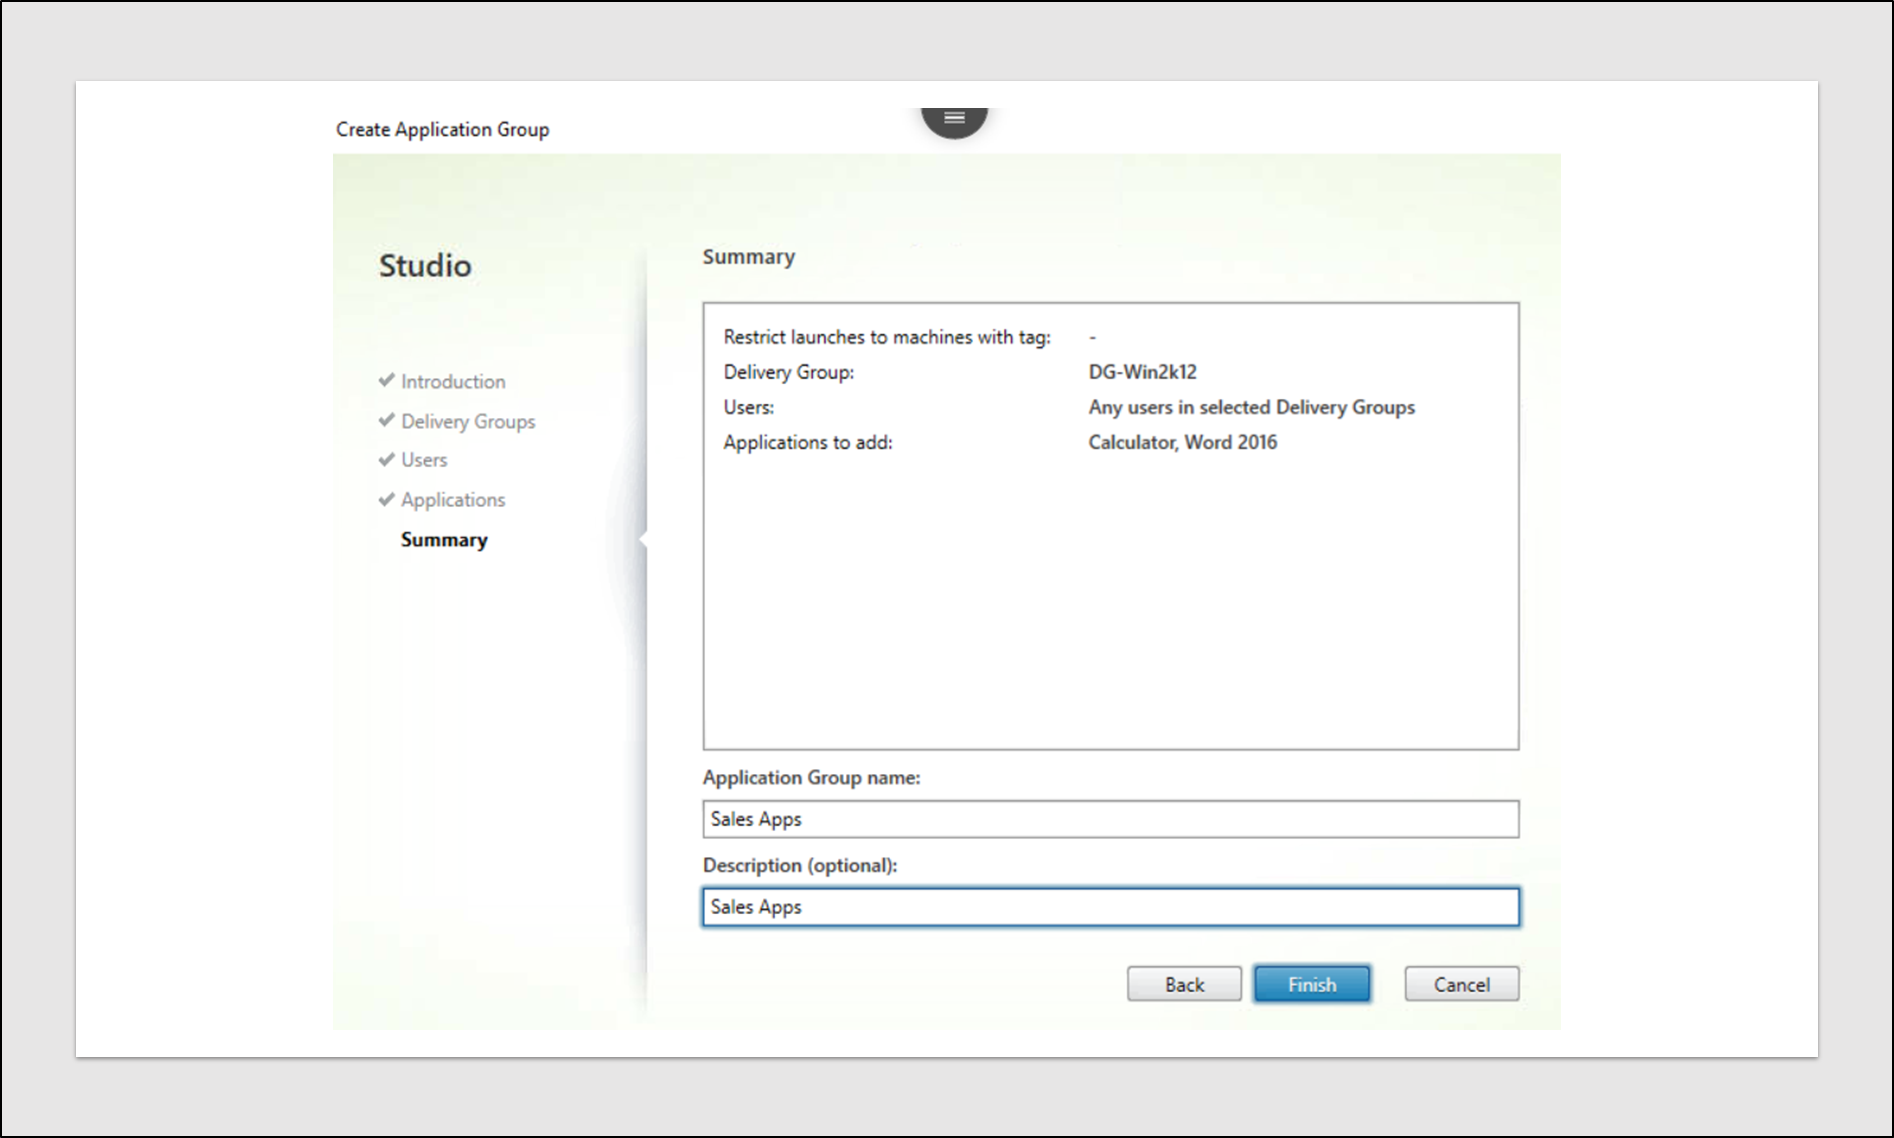 Create Application Group
Studio
Introduction
Delivery Groups
Users
Applications
Summary
Summary
Restrict launches to machines with tag: -
Delivery Group: DG-Win2k12
Users: Any users in selected Delivery Groups
Applications to add: Calculator, Word 2016
Application Group name:
Sales Apps
Description (optional):
Sales Apps
Back Finish Cancel